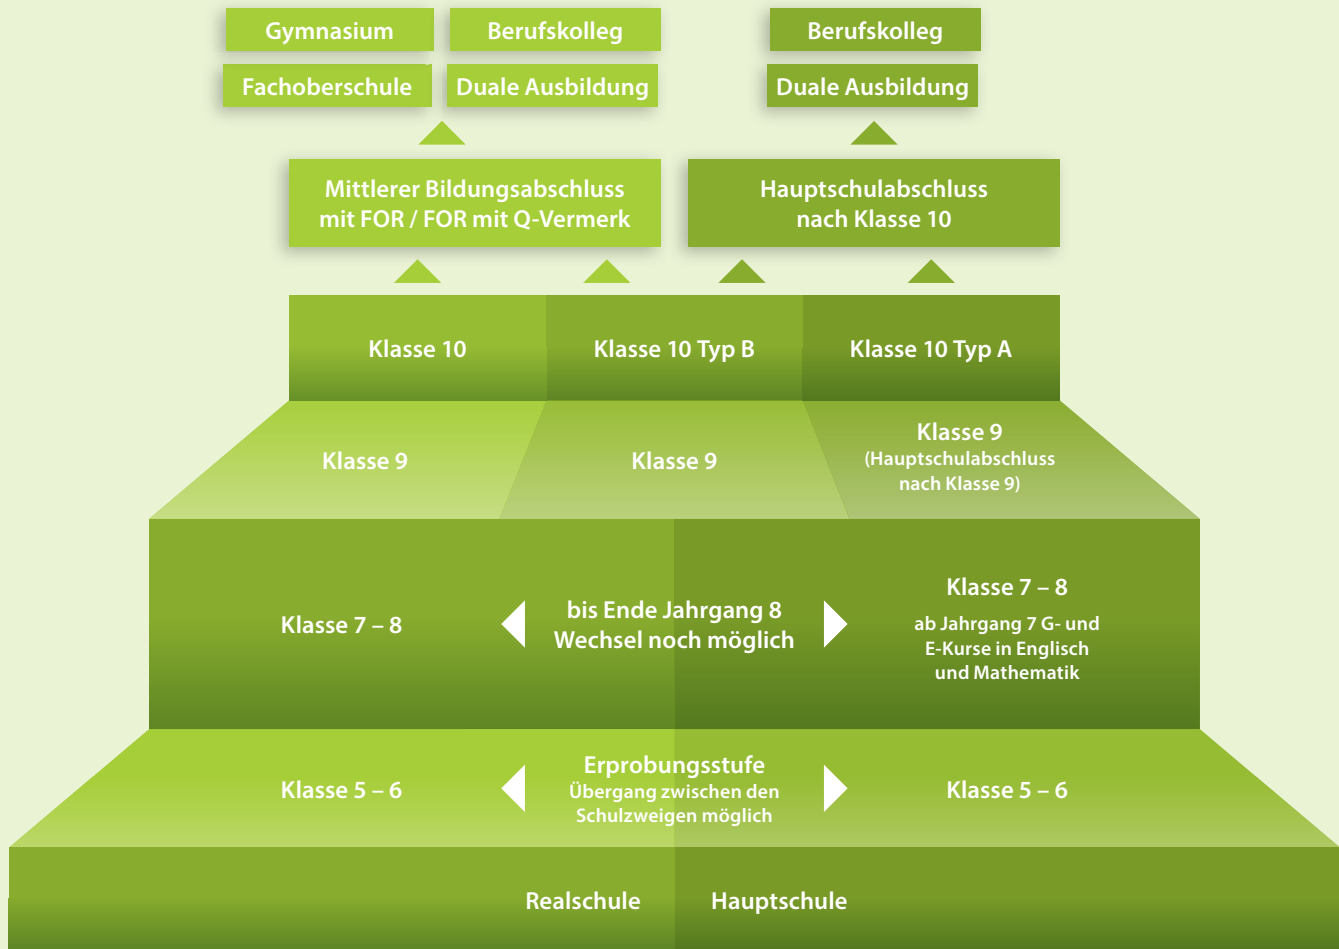 Gymnasium
Berufskolleg
Berufskolleg
Fachoberschule
Duale Ausbildung
Duale Ausbildung
Mittlerer Bildungsabschluss
mit FOR / FOR mit Q-Vermerk
Hauptschulabschluss
nach Klasse 10
Klasse 10
Klasse 10 Typ B
Klasse 10 Typ A
Klasse 9
Klasse 9
Klasse 9
(Hauptschulabschluss
nach Klasse 9)
Klasse 7 – 8
bis Ende Jahrgang 8
Wechsel noch möglich
Klasse 7 – 8
ab Jahrgang 7 G- und
E-Kurse in Englisch
und Mathematik
Klasse 5 – 6
Erprobungsstufe
Übergang zwischen den
Schulzweigen möglich
Klasse 5 – 6
Realschule
Hauptschule